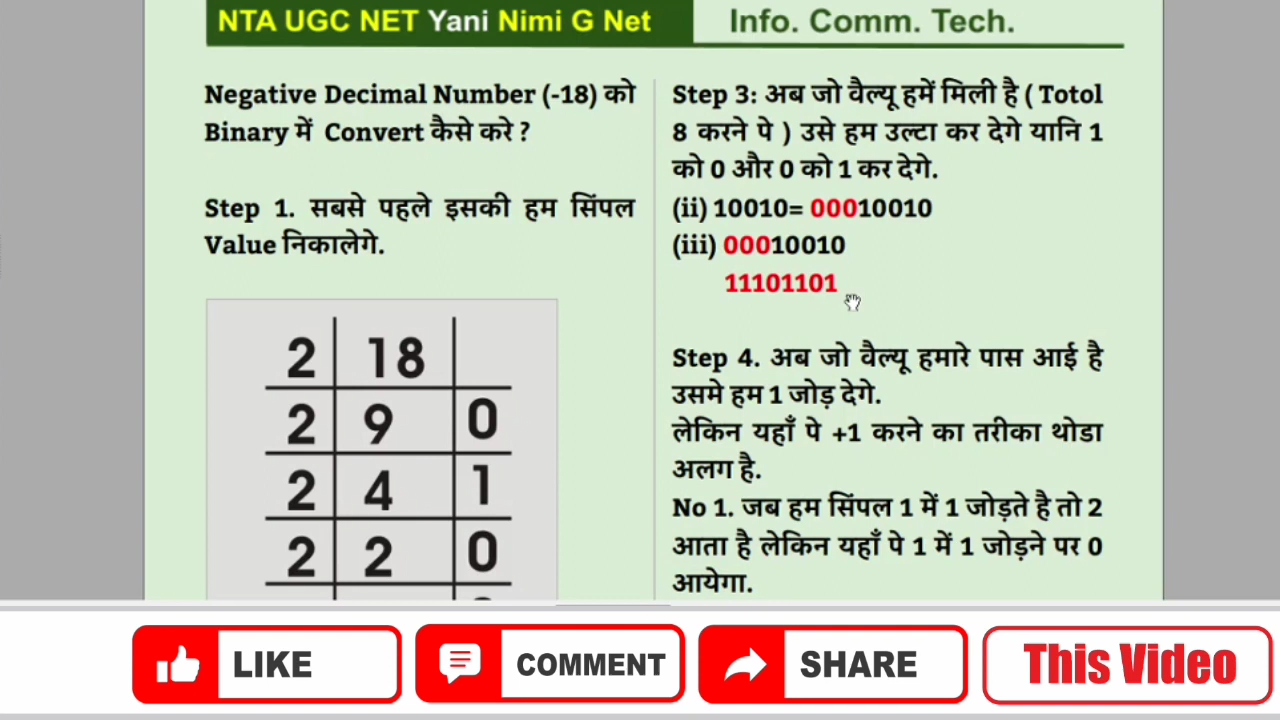 NTA UGC NET Yani Nimi G Net
Info. Comm. Tech.
Negative Decimal Number (-18) को
Binary में Convert कैसे करे ?
Step 1. सबसे पहले इसकी हम सिंपल
Value निकालेगे.
2 18
2 9 0
2 4 1
2 2 0
Step 3: अब जो वैल्यू हमें मिली है ( Totol
8 करने पे ) उसे हम उल्टा कर देगे यानि 1
को 0 और 0 को 1 कर देगे.
(ii) 10010= 00010010
(iii) 00010010
11101101
Step 4. अब जो वैल्यू हमारे पास आई है
उसमे हम 1 जोड़ देगे.
लेकिन यहाँ पे +1 करने का तरीका थोडा
अलग है.
No 1. जब हम सिंपल 1 में 1 जोड़ते है तो 2
आता है लेकिन यहाँ पे 1 में 1 जोड़ने पर 0
आयेगा.
LIKE
COMMENT
SHARE
This Video